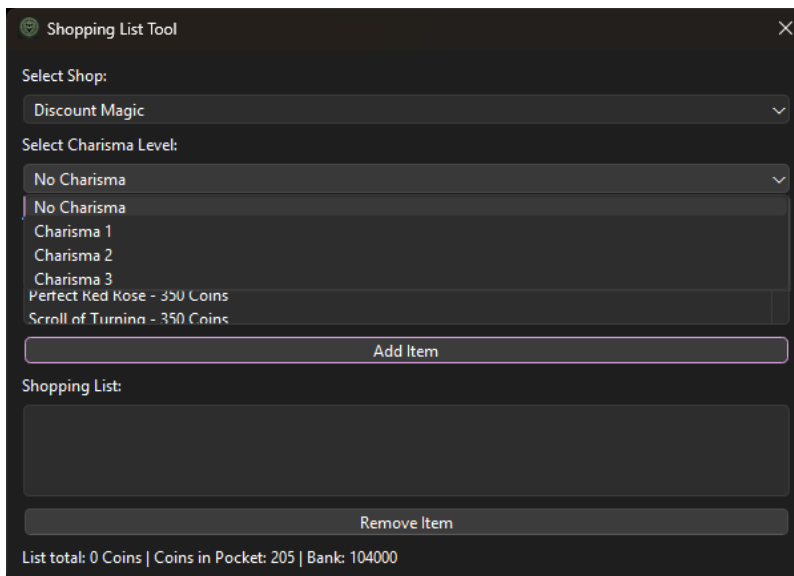 Shopping List Tool
Select Shop:
Discount Magic
Select Charisma Level:
No Charisma
No Charisma
Charisma 1
Charisma 2
Charisma 3
Perfect Red Rose - 350 Coins
Scroll of Turning - 350 Coins
Add Item
Shopping List:
Remove Item
List total: 0 Coins | Coins in Pocket: 205 | Bank: 104000